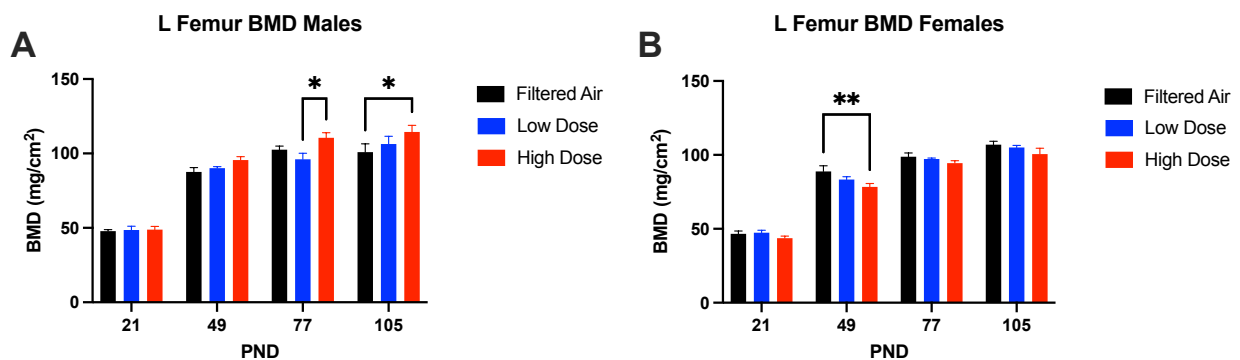 L Femur BMD Males
A
150
100
50
0
BMD (mg/cm²)
*
*
21 49 77 105
PND
Filtered Air
Low Dose
High Dose
L Femur BMD Females
B
150
100
50
0
BMD (mg/cm²)
**
21 49 77 105
PND
Filtered Air
Low Dose
High Dose